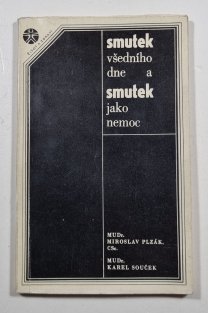 smutek
všedního
dne a
smutek
jako
nemoc
MUDr.
MIROSLAV PLZÁK,
CSc.
MUDr.
KAREL SOUČEK